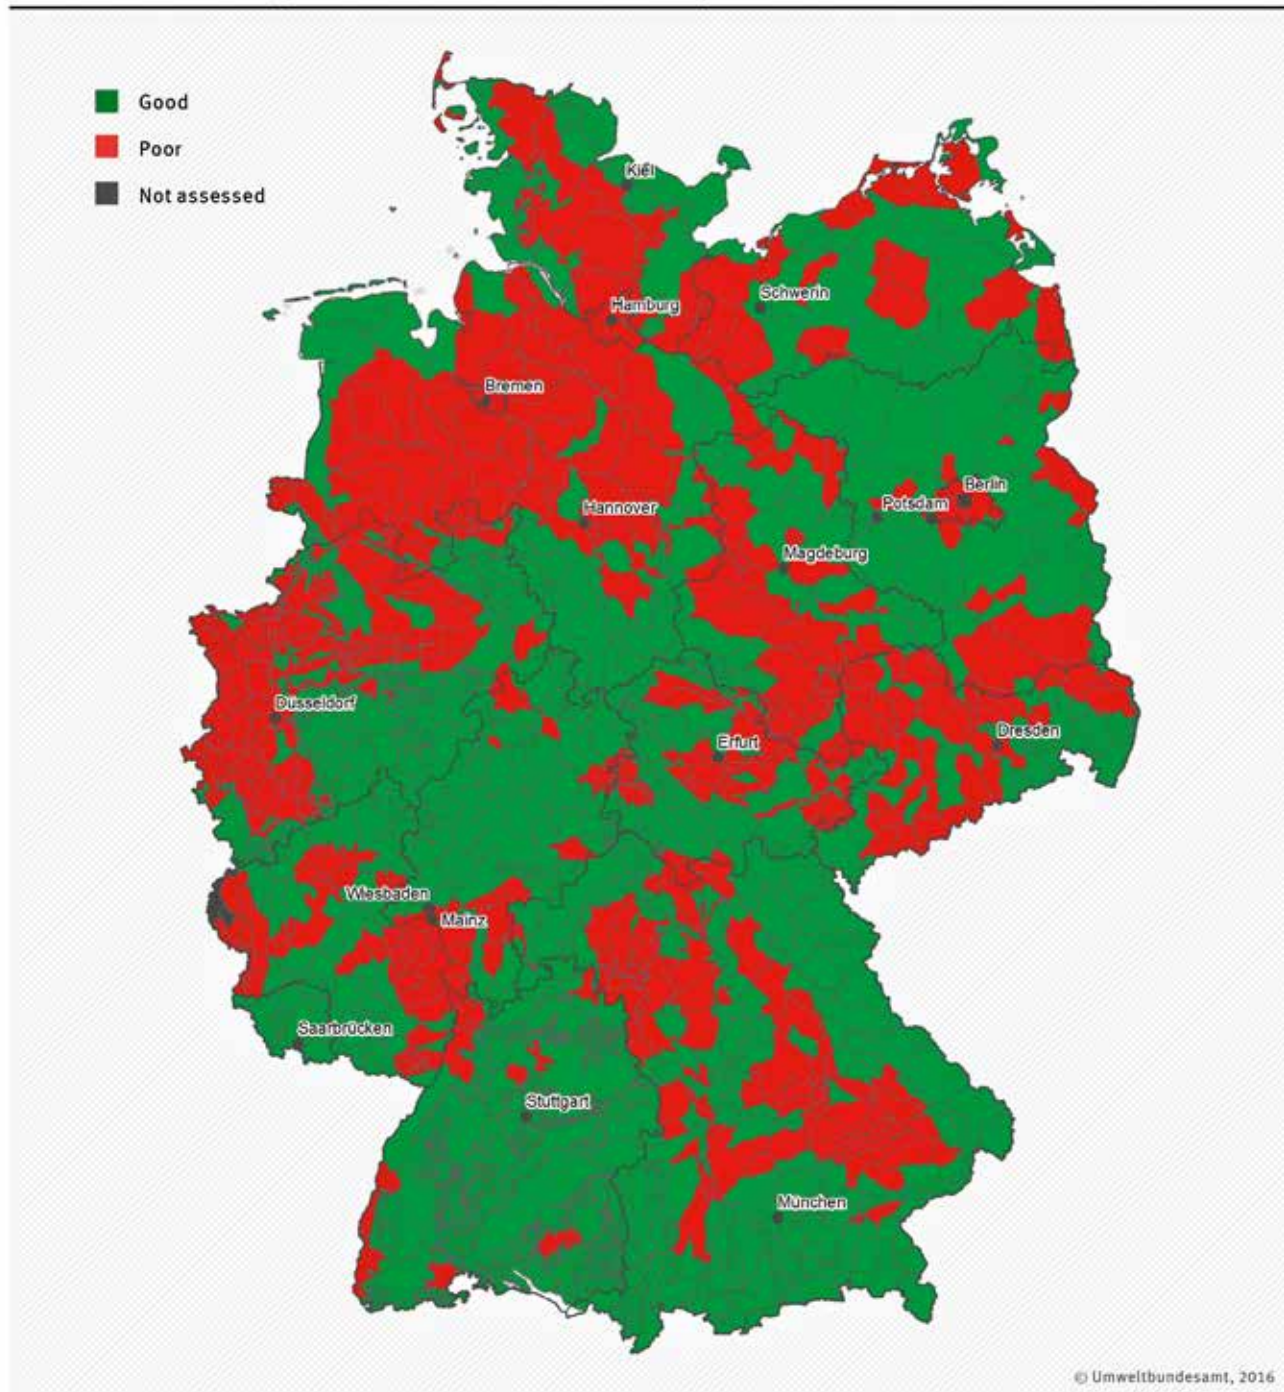 Good
Poor
Not assessed
Kiel
Hamburg
Schwerin
Bremen
Hannover
Potsdam
Berlin
Magdeburg
Düsseldorf
Erfurt
Dresden
Wiesbaden
Mainz
Saarbrücken
Stuttgart
München
© Umweltbundesamt, 2016